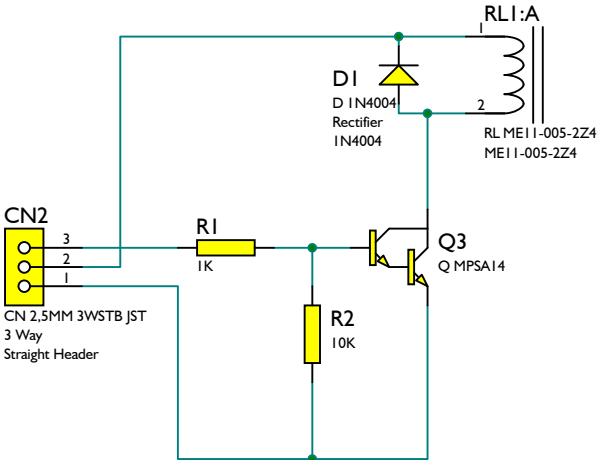 RL1:A
1
D1
D 1N4004
Rectifier
1N4004
2
RL ME11-005-2Z4
ME11-005-2Z4
CN2
3
2
1
CN 2,5MM 3WSTB JST
3 Way
Straight Header
R1
1K
Q3
Q MPSA14
R2
10K